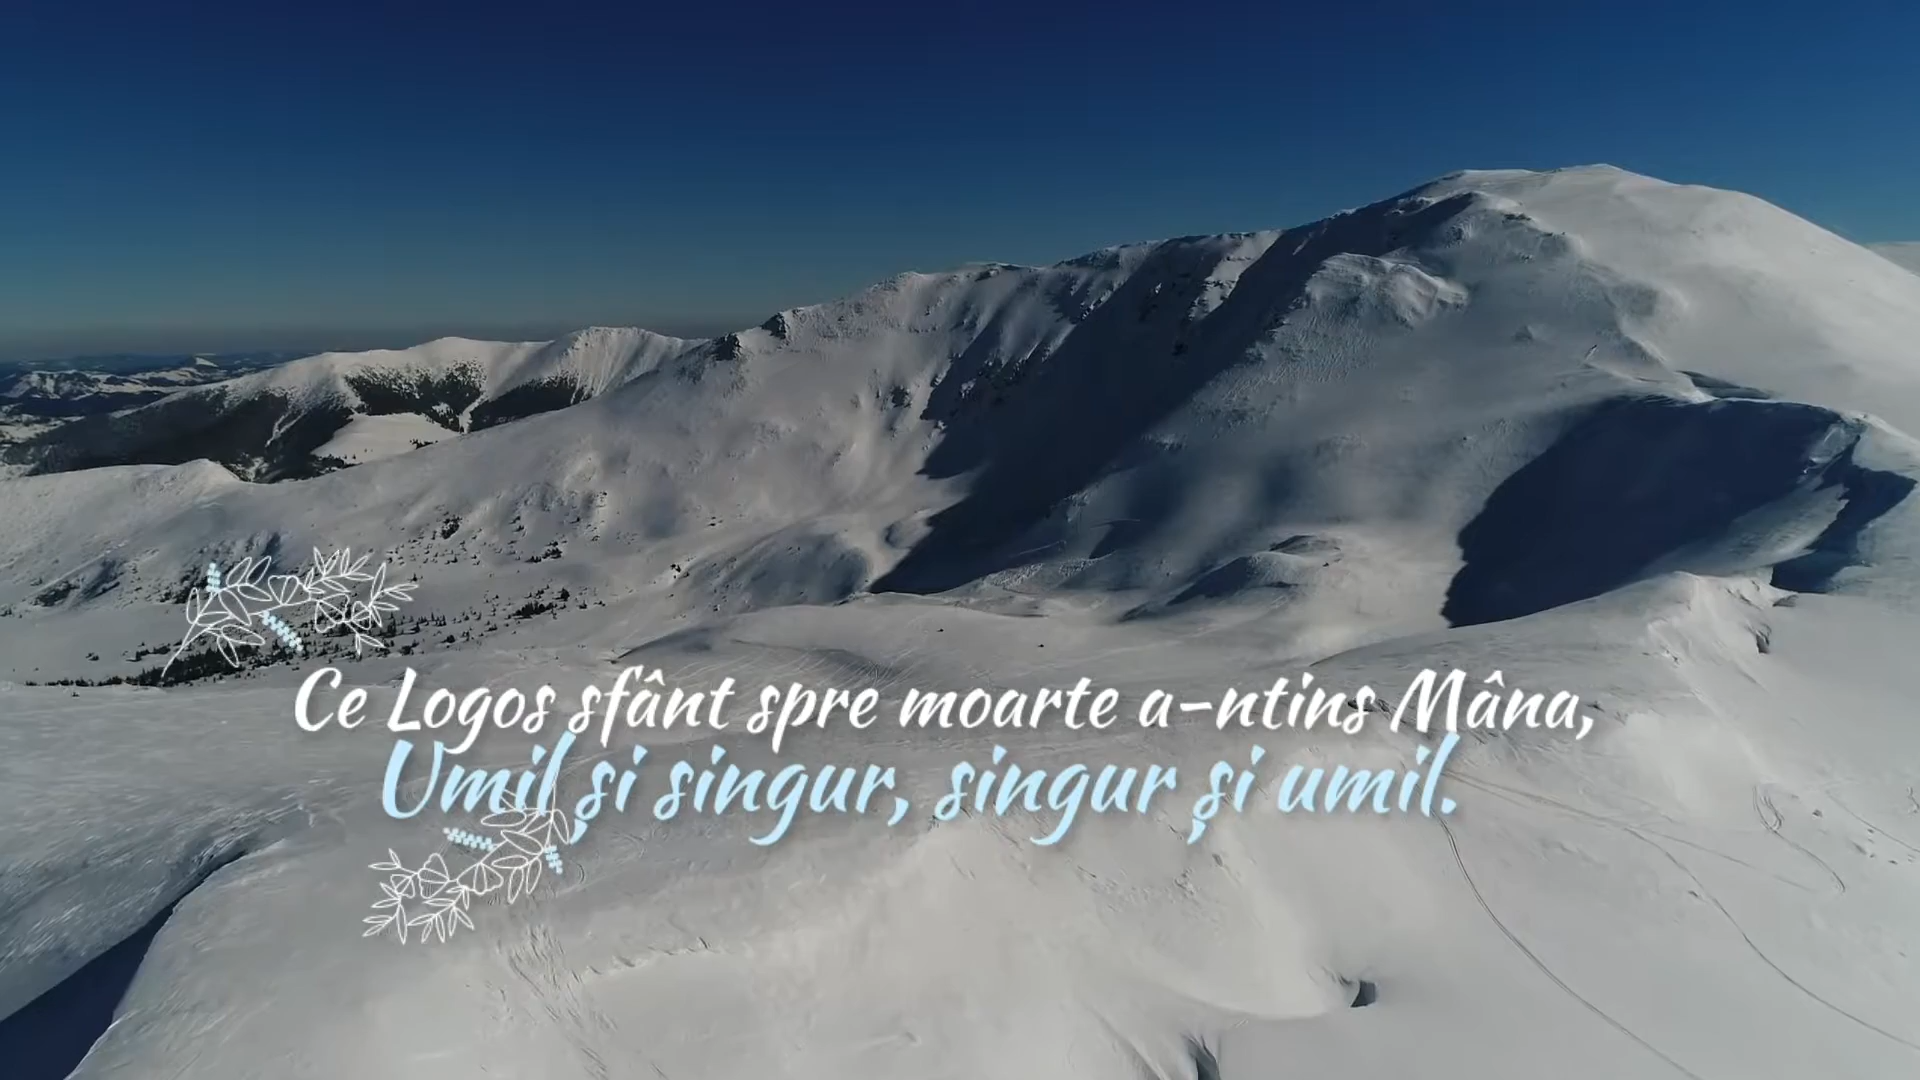 Ce Logos sfânt spre moarte a-ntins Mâna,
Umil și singur, singur și umil.